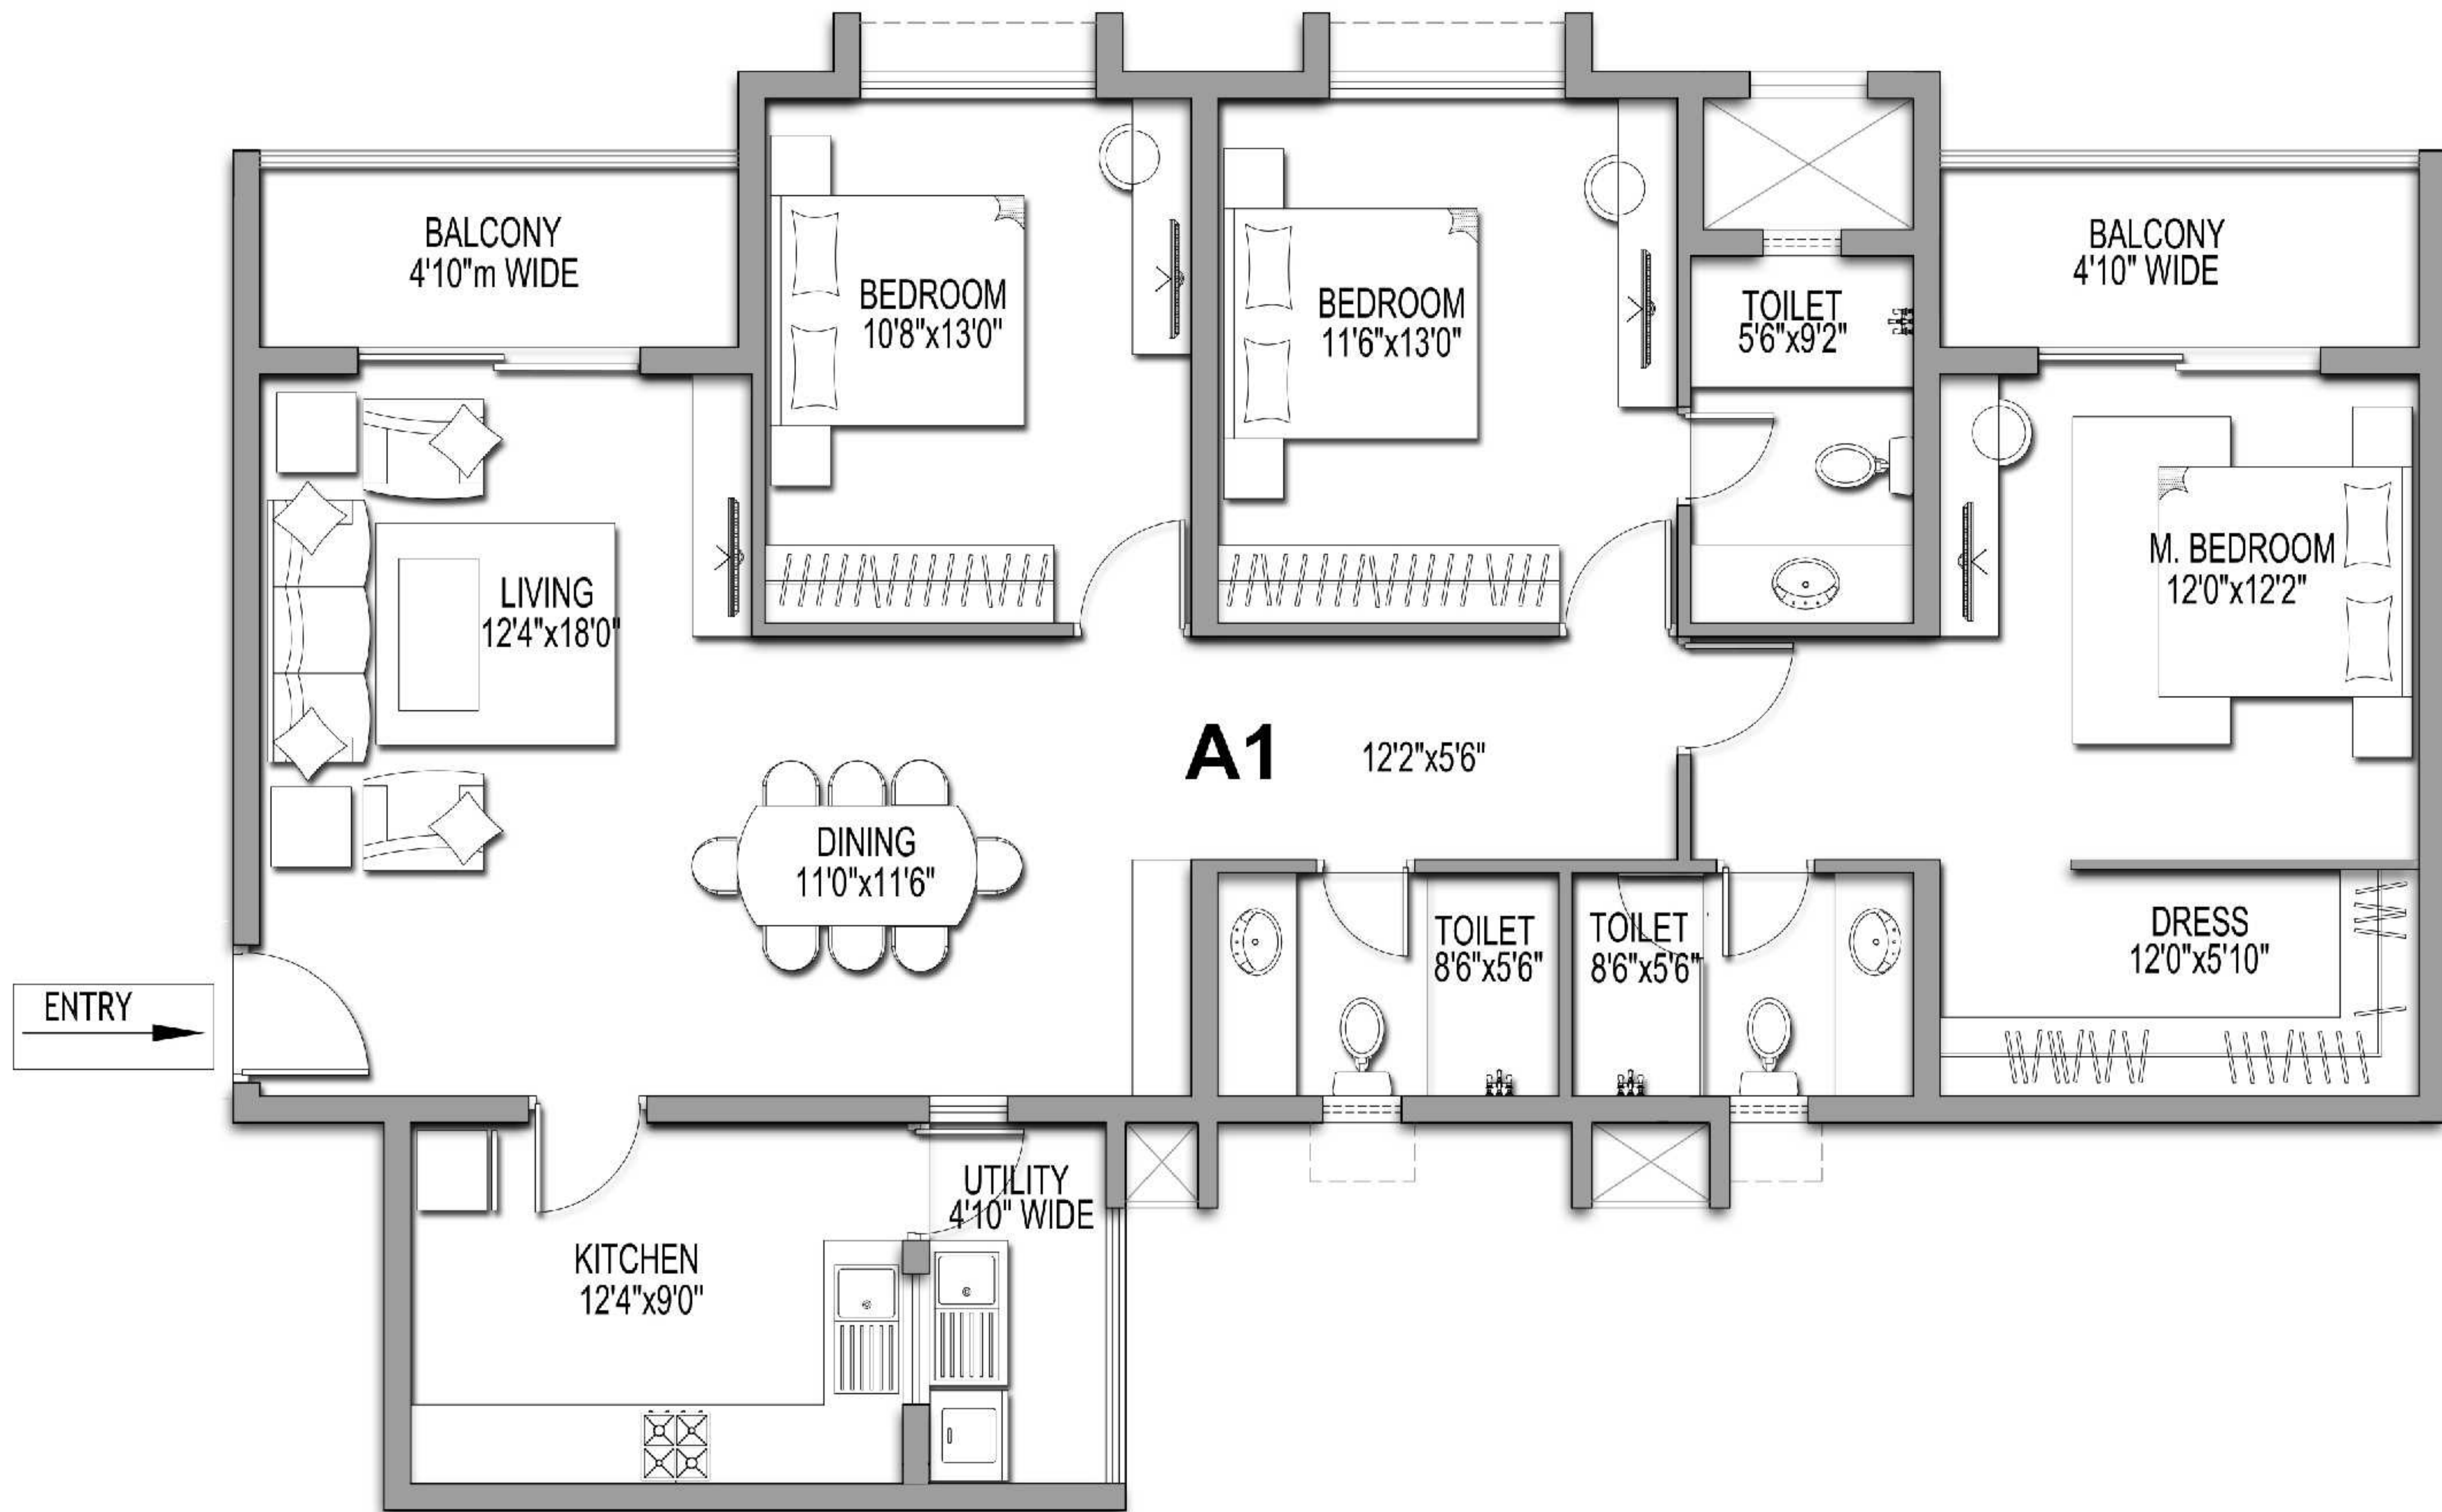 BALCONY
4'10"m WIDE
BEDROOM
10'8"x13'0"
BEDROOM
11'6"x13'0"
TOILET
5'6"x9'2"
BALCONY
4'10" WIDE
LIVING
12'4"x18'0"
M. BEDROOM
12'0"x12'2"
A1
12'2"x5'6"
DINING
11'0"x11'6"
TOILET
8'6"x5'6"
TOILET
8'6"x5'6"
DRESS
12'0"x5'10"
ENTRY
UTILITY
4'10" WIDE
KITCHEN
12'4"x9'0"